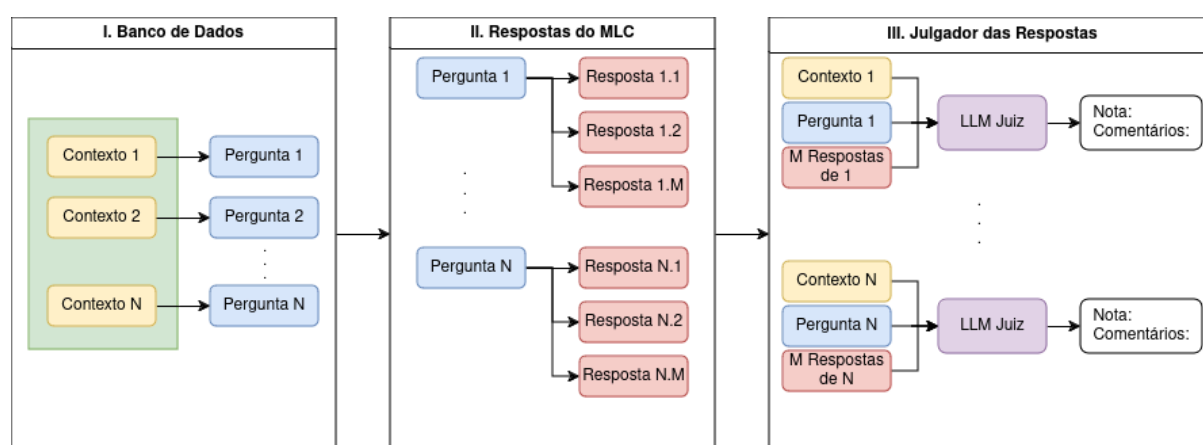 I. Banco de Dados
Contexto 1
Pergunta 1
Contexto 2
Pergunta 2
.
.
.
Contexto N
Pergunta N
II. Respostas do MLC
Pergunta 1
Resposta 1.1
Resposta 1.2
Resposta 1.M
.
.
.
Pergunta N
Resposta N.1
Resposta N.2
Resposta N.M
III. Julgador das Respostas
Contexto 1
Pergunta 1
M Respostas
de 1
LLM Juiz
Nota:
Comentários:
.
.
.
Contexto N
Pergunta N
M Respostas
de N
LLM Juiz
Nota:
Comentários: